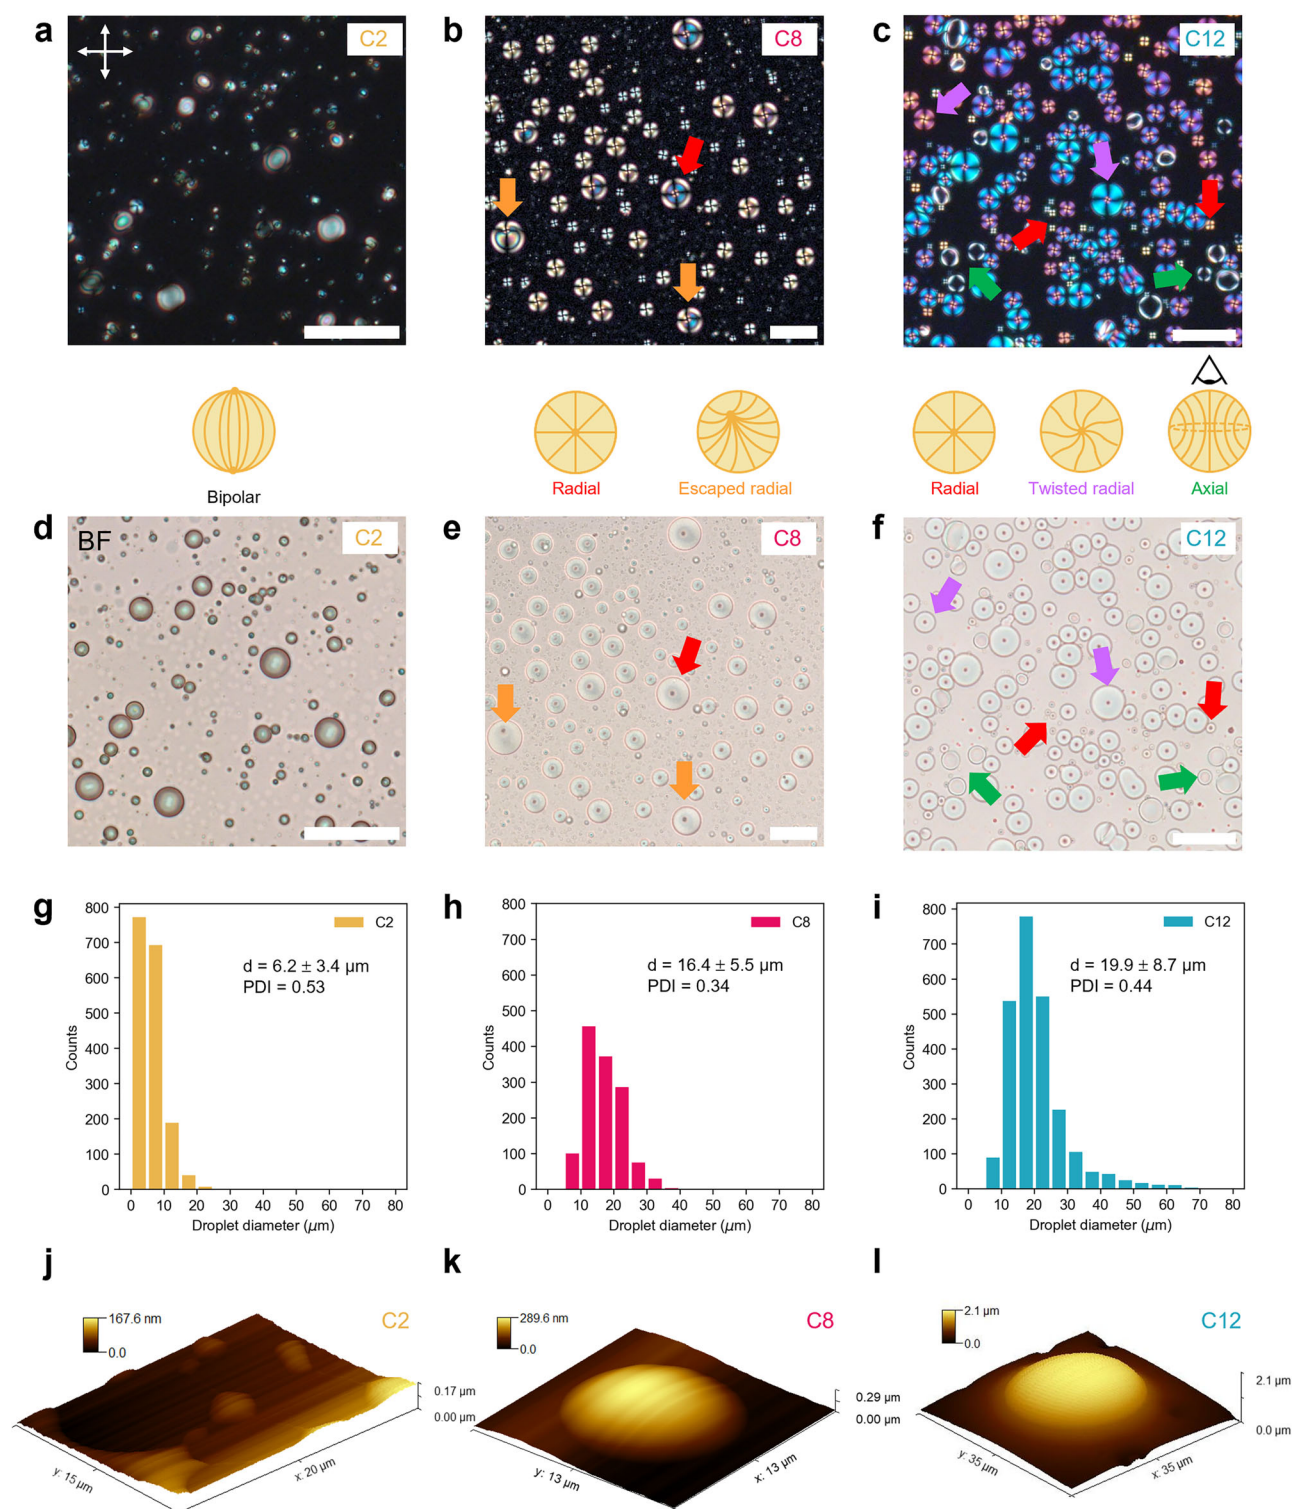 a
C2
b
C8
c
C12
Bipolar
Radial
Escaped radial
Radial
Twisted radial
Axial
d
BF
C2
e
C8
f
C12
g
800
700
600
500
400
300
200
100
0
Counts
C2
d = 6.2 ± 3.4 µm
PDI = 0.53
0 10 20 30 40 50 60 70 80
Droplet diameter (µm)
h
800
700
600
500
400
300
200
100
0
Counts
C8
d = 16.4 ± 5.5 µm
PDI = 0.34
0 10 20 30 40 50 60 70 80
Droplet diameter (µm)
i
800
700
600
500
400
300
200
100
0
Counts
C12
d = 19.9 ± 8.7 µm
PDI = 0.44
0 10 20 30 40 50 60 70 80
Droplet diameter (µm)
j
167.6 nm
0.0
C2
0.17 µm
0.00 µm
y: 15 µm
x: 20 µm
k
289.6 nm
0.0
C8
0.29 µm
0.00 µm
y: 13 µm
x: 13 µm
l
2.1 µm
0.0
C12
2.1 µm
0.0 µm
y: 35 µm
x: 35 µm